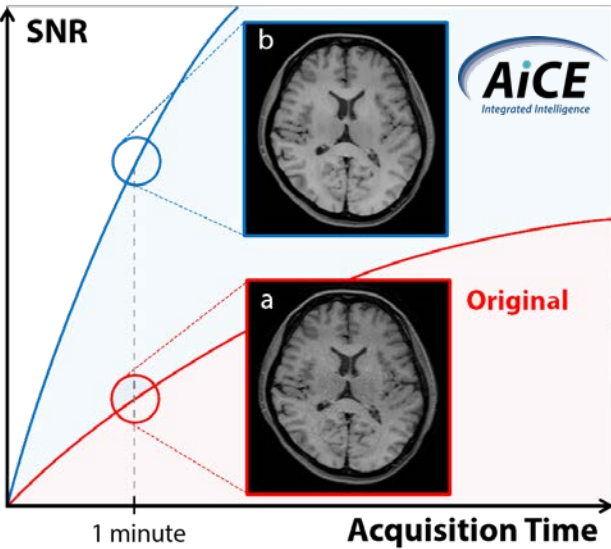 SNR
b
AiCE
Integrated Intelligence
a
Original
1 minute
Acquisition Time